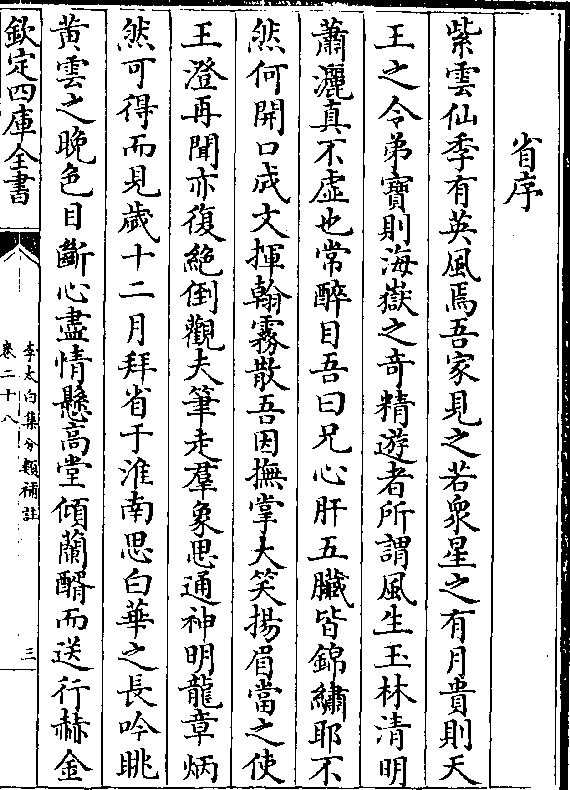 省序
紫雲仙季有英風焉吾家見之若衆星之有月貴則天
王之令弟寶則海嶽之奇精遊者所謂風生玉林清明
蕭灑真不虛也常醉目吾曰兄心肝五臟皆錦繡耶不
然何開口成文揮翰霧散吾因撫掌大笑揚眉當之使
王澄再聞亦復絕倒觀夫筆走羣象思通神明龍章炳
然可得而見歲十二月拜省于淮南思白華之長吟眺
黃雲之晚色目斷心盡情懸高堂傾蘭醑而送行赫金
欽定四庫全書
李太白集分類補註
卷二十八
三